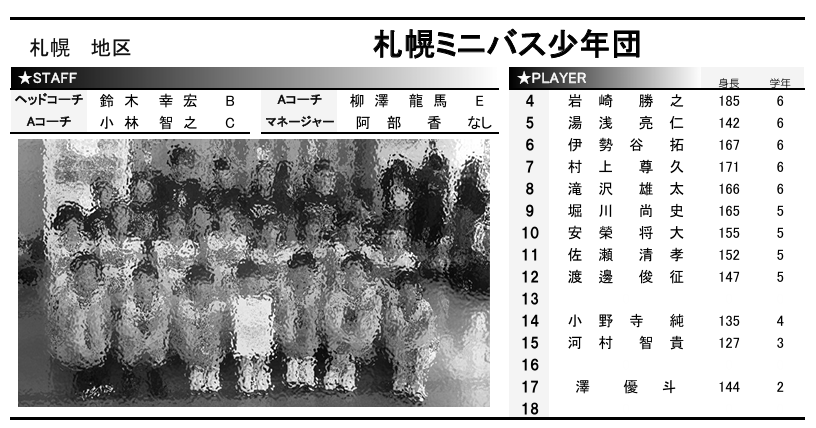 札幌 地区 札幌ミニバス少年団
★STAFF
ヘッドコーチ 鈴木 幸宏 B Aコーチ 柳澤 龍馬 E
Aコーチ 小林 智之 C マネージャー 阿部 香 なし
★PLAYER 身長 学年
4 岩崎 勝之 185 6
5 湯浅 亮仁 142 6
6 伊勢谷 拓 167 6
7 村上 尊久 171 6
8 滝沢 雄太 166 6
9 堀川 尚史 165 5
10 安榮 将大 155 5
11 佐瀬 清孝 152 5
12 渡邊 俊征 147 5
13
14 小野寺 純 135 4
15 河村 智貴 127 3
16
17 澤 優斗 144 2
18